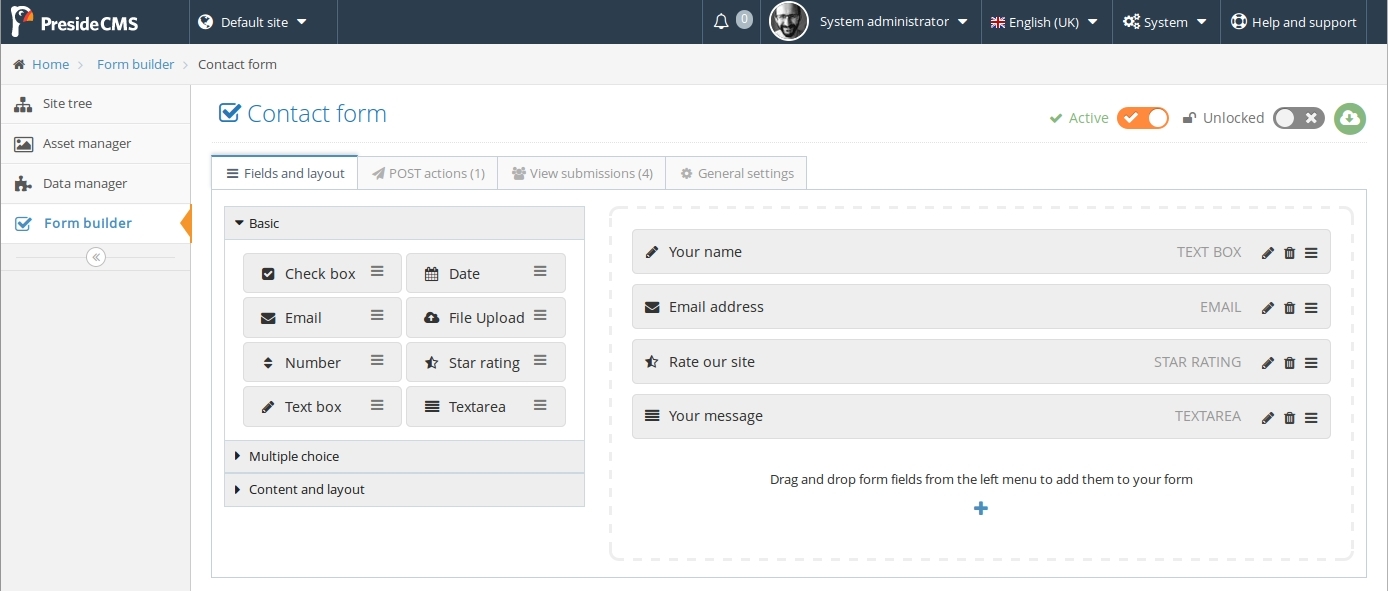 PresideCMS Default site 0 System administrator English (UK) System Help and support
Home Form builder Contact form
Site tree
Asset manager
Data manager
Form builder
Contact form
Active Unlocked
Fields and layout POST actions (1) View submissions (4) General settings
Basic
Check box Date
Email File Upload
Number Star rating
Text box Textarea
Multiple choice
Content and layout
Your name TEXT BOX
Email address EMAIL
Rate our site STAR RATING
Your message TEXTAREA
Drag and drop form fields from the left menu to add them to your form